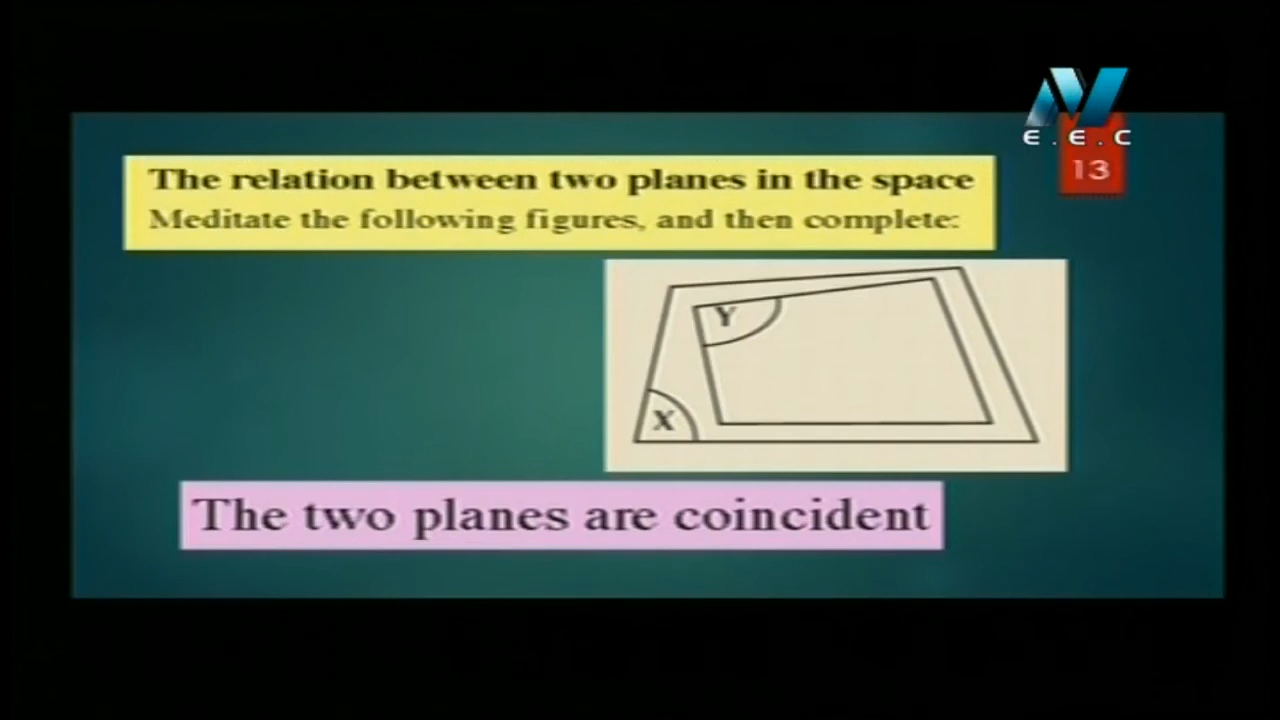 E.E.C
13
The relation between two planes in the space
Meditate the following figures, and then complete:
Y
X
The two planes are coincident